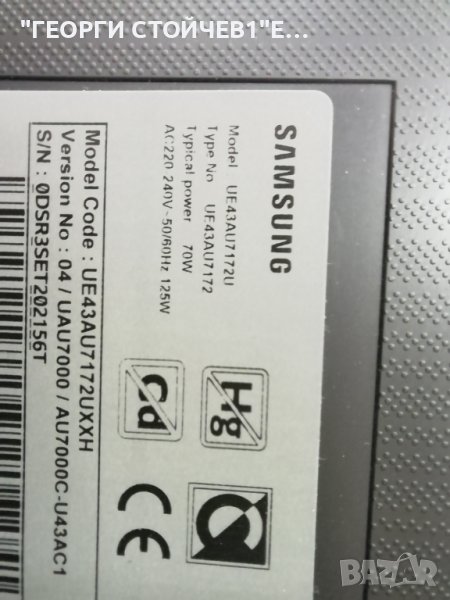 "ГЕОРГИ СТОЙЧЕВ1"Е...
SAMSUNG
Model UE43AU7172U
Type No UE43AU7172
Typical power 70W
AC220 240V~50/60Hz 125W
Hg
Cd
CE
Model Code : UE43AU7172UXXH
Version No : 04 / UAU7000 / AU7000C-U43AC1
S/N : 0DSR3SET202156T
BAZAR